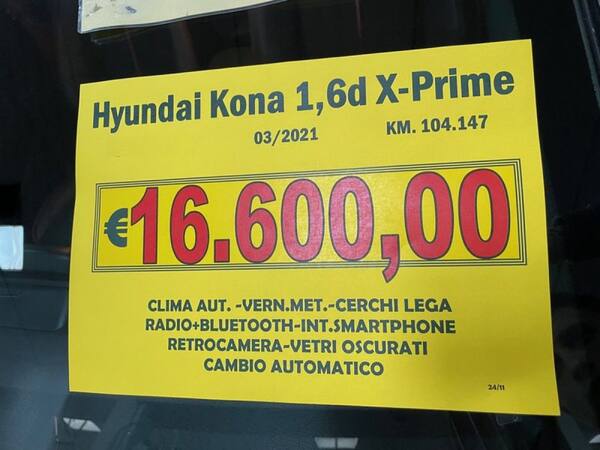 Hyundai Kona 1,6d X-Prime
03/2021 KM. 104.147
€16.600,00
CLIMA AUT. -VERN.MET.-CERCHI LEGA
RADIO+BLUETOOTH-INT.SMARTPHONE
RETROCAMERA-VETRI OSCURATI
CAMBIO AUTOMATICO
24/11